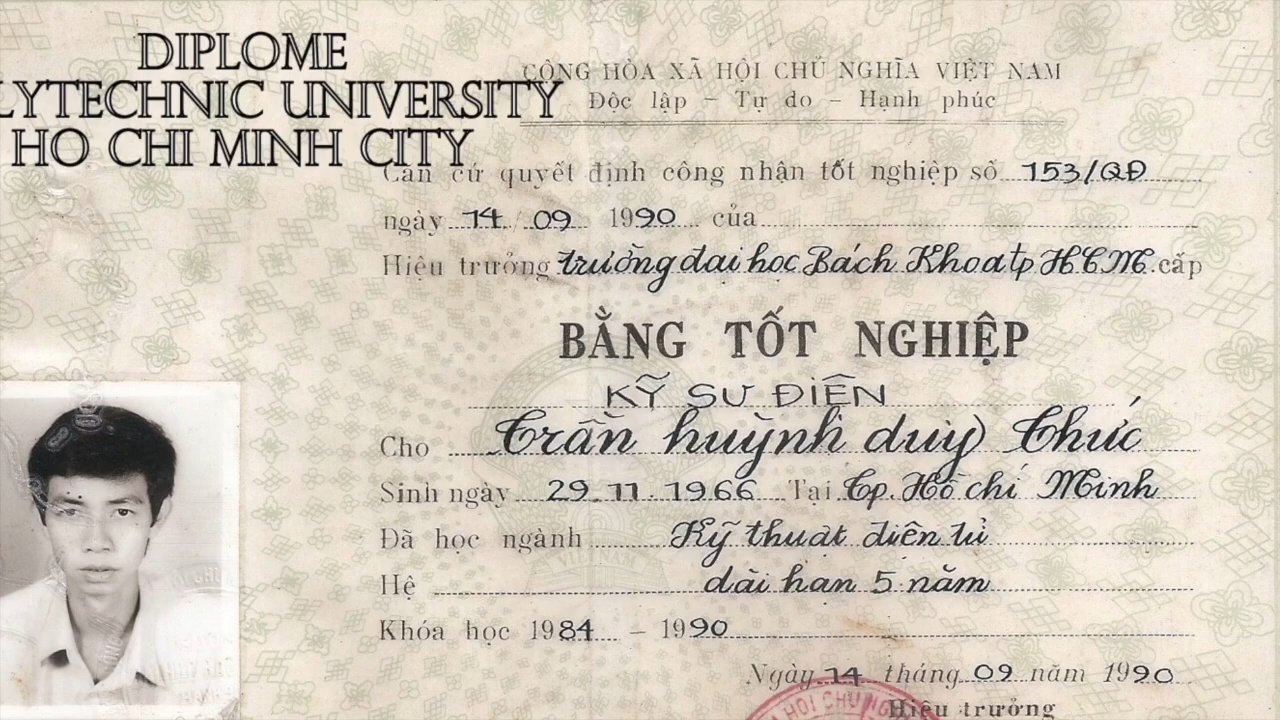 DIPLOME
LYTECHNIC UNIVERSITY
HO CHI MINH CITY
CỘNG HÒA XÃ HỘI CHỦ NGHĨA VIỆT NAM
Độc lập – Tự do – Hạnh phúc
Căn cứ quyết định công nhận tốt nghiệp số 153/QĐ
ngày 14 / 09 1990 của
Hiệu trưởng trường đại học Bách Khoa tp HCM. cấp
BẰNG TỐT NGHIỆP
KỸ SƯ ĐIỆN
Cho Trần huỳnh duy Thức
Sinh ngày 29.11.1966 Tại Tp. Hồ chí Minh
Đã học ngành Kỹ thuật điện tử
Hệ dài hạn 5 năm
Khóa học 1984 – 1990
Ngày 14 tháng 09 năm 1990
Hiệu trưởng